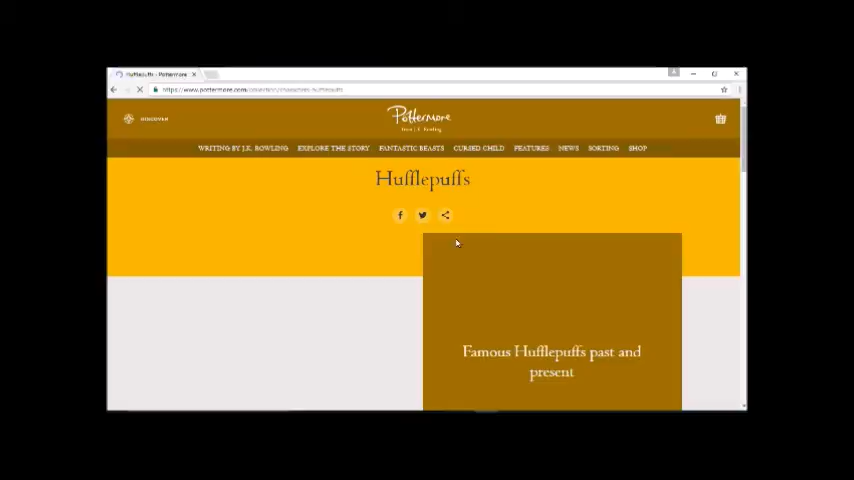 Hufflepuffs - Pottermore
https://www.pottermore.com/collection/characters-hufflepuffs
DISCOVER
Pottermore
from J.K. Rowling
WRITING BY J.K. ROWLING EXPLORE THE STORY FANTASTIC BEASTS CURSED CHILD FEATURES NEWS SORTING SHOP
Hufflepuffs
Famous Hufflepuffs past and
present